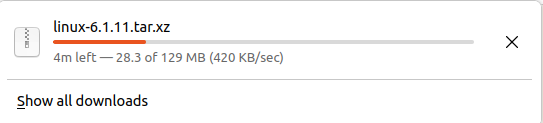 linux-6.1.11.tar.xz
4m left — 28.3 of 129 MB (420 KB/sec)
Show all downloads